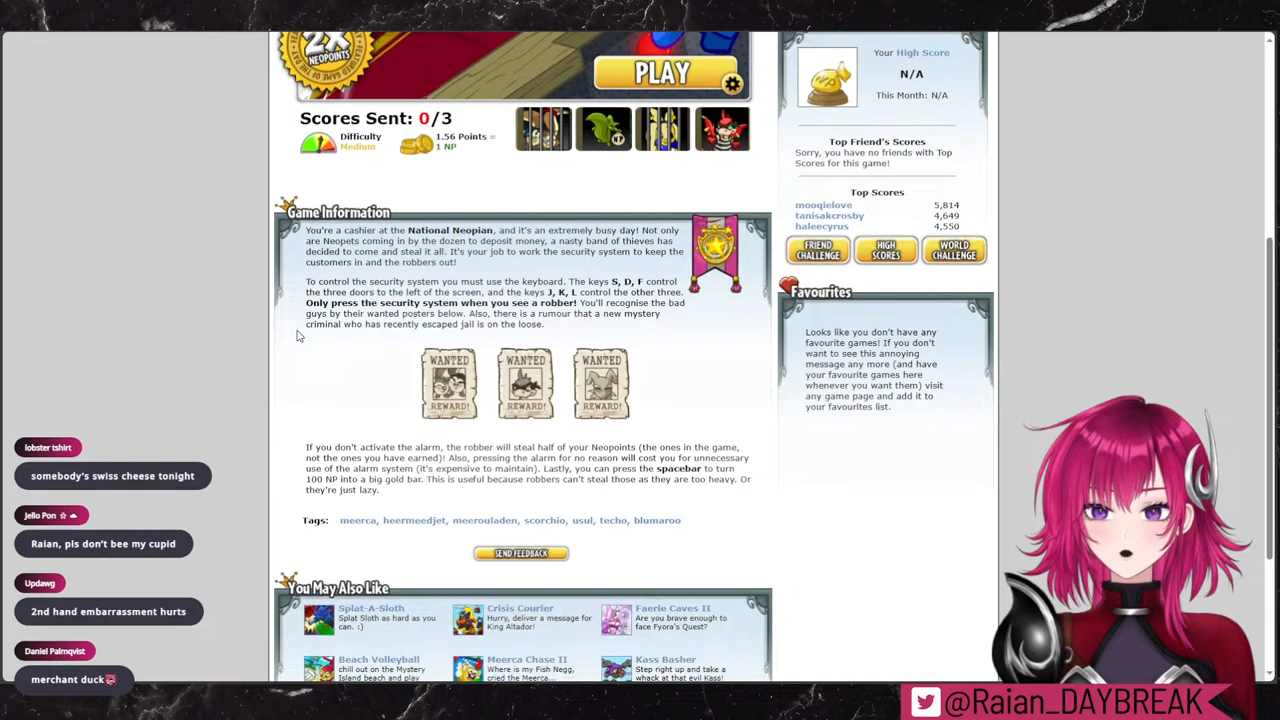 FEATURED GAME OF THE DAY
2X
NEOPOINTS
PLAY
Scores Sent: 0/3
Difficulty
Medium
1.56 Points =
1 NP
Game Information
You're a cashier at the National Neopian, and it's an extremely busy day! Not only
are Neopets coming in by the dozen to deposit money, a nasty band of thieves has
decided to come and steal it all. It's your job to work the security system to keep the
customers in and the robbers out!
To control the security system you must use the keyboard. The keys S, D, F control
the three doors to the left of the screen, and the keys J, K, L control the other three.
Only press the security system when you see a robber! You'll recognise the bad
guys by their wanted posters below. Also, there is a rumour that a new mystery
criminal who has recently escaped jail is on the loose.
WANTED
REWARD!
WANTED
REWARD!
WANTED
REWARD!
If you don't activate the alarm, the robber will steal half of your Neopoints (the ones in the game,
not the ones you have earned)! Also, pressing the alarm for no reason will cost you for unnecessary
use of the alarm system (it's expensive to maintain). Lastly, you can press the spacebar to turn
100 NP into a big gold bar. This is useful because robbers can't steal those as they are too heavy. Or
they're just lazy.
Tags: meerca, heermeedjet, meerouladen, scorchio, usul, techo, blumaroo
SEND FEEDBACK
You May Also Like
Splat-A-Sloth
Splat Sloth as hard as you
can. :)
Crisis Courier
Hurry, deliver a message for
King Altador!
Faerie Caves II
Are you brave enough to
face Fyora's Quest?
Beach Volleyball
chill out on the Mystery
Island beach and play
Meerca Chase II
Where is my Fish Negg,
cried the Meerca...
Kass Basher
Step right up and take a
whack at that evil Kass!
Your High Score
N/A
This Month: N/A
Top Friend's Scores
Sorry, you have no friends with Top
Scores for this game!
Top Scores
mooqielove 5,814
tanisakcrosby 4,649
haleecyrus 4,550
FRIEND CHALLENGE
HIGH SCORES
WORLD CHALLENGE
Favourites
Looks like you don't have any
favourite games! If you don't
want to see this annoying
message any more (and have
your favourite games here
whenever you want them) visit
any game page and add it to
your favourites list.
lobster tshirt
somebody's swiss cheese tonight
Jello Pon
Raian, pls don't bee my cupid
Updawg
2nd hand embarrassment hurts
Daniel Palmqvist
merchant duck
@Raian_DAYBREAK